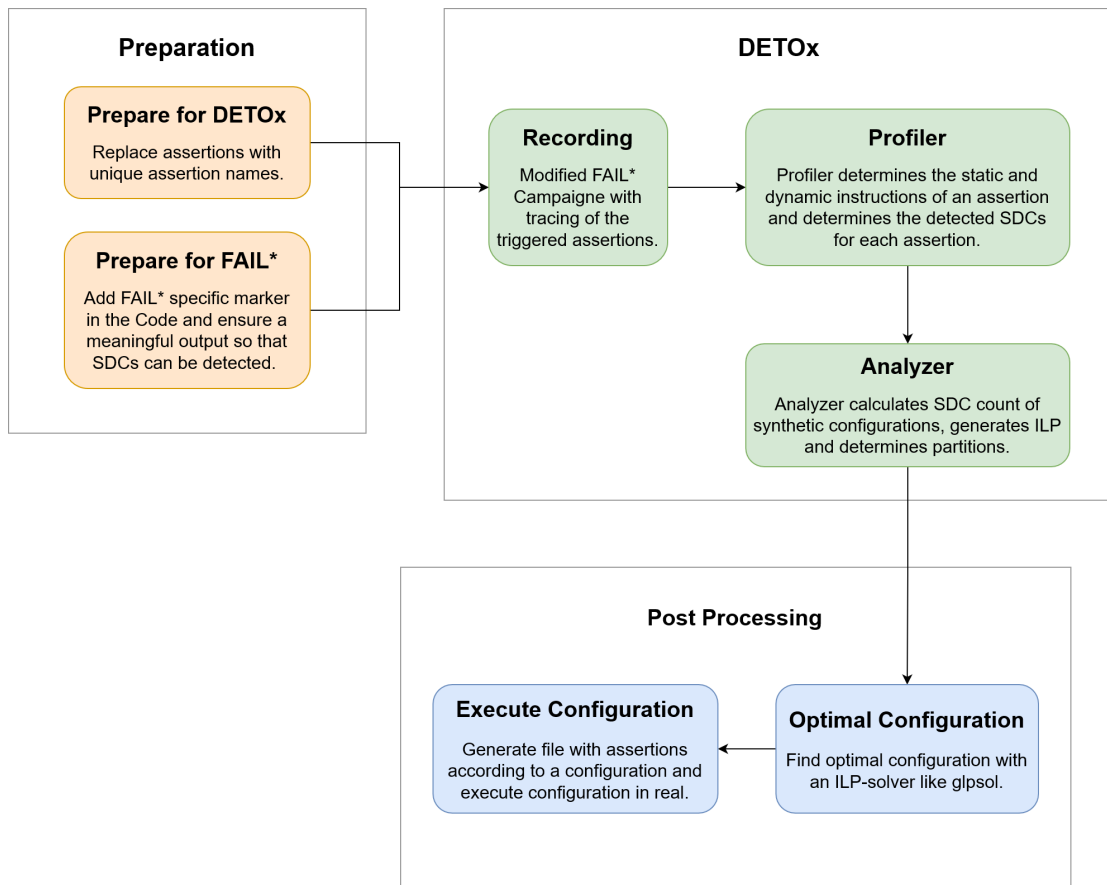 Preparation
Prepare for DETOx
Replace assertions with
unique assertion names.
Prepare for FAIL*
Add FAIL* specific marker
in the Code and ensure a
meaningful output so that
SDCs can be detected.
DETOx
Recording
Modified FAIL*
Campaigne with
tracing of the
triggered assertions.
Profiler
Profiler determines the static and
dynamic instructions of an assertion
and determines the detected SDCs
for each assertion.
Analyzer
Analyzer calculates SDC count of
synthetic configurations, generates ILP
and determines partitions.
Post Processing
Execute Configuration
Generate file with assertions
according to a configuration and
execute configuration in real.
Optimal Configuration
Find optimal configuration with
an ILP-solver like glpsol.